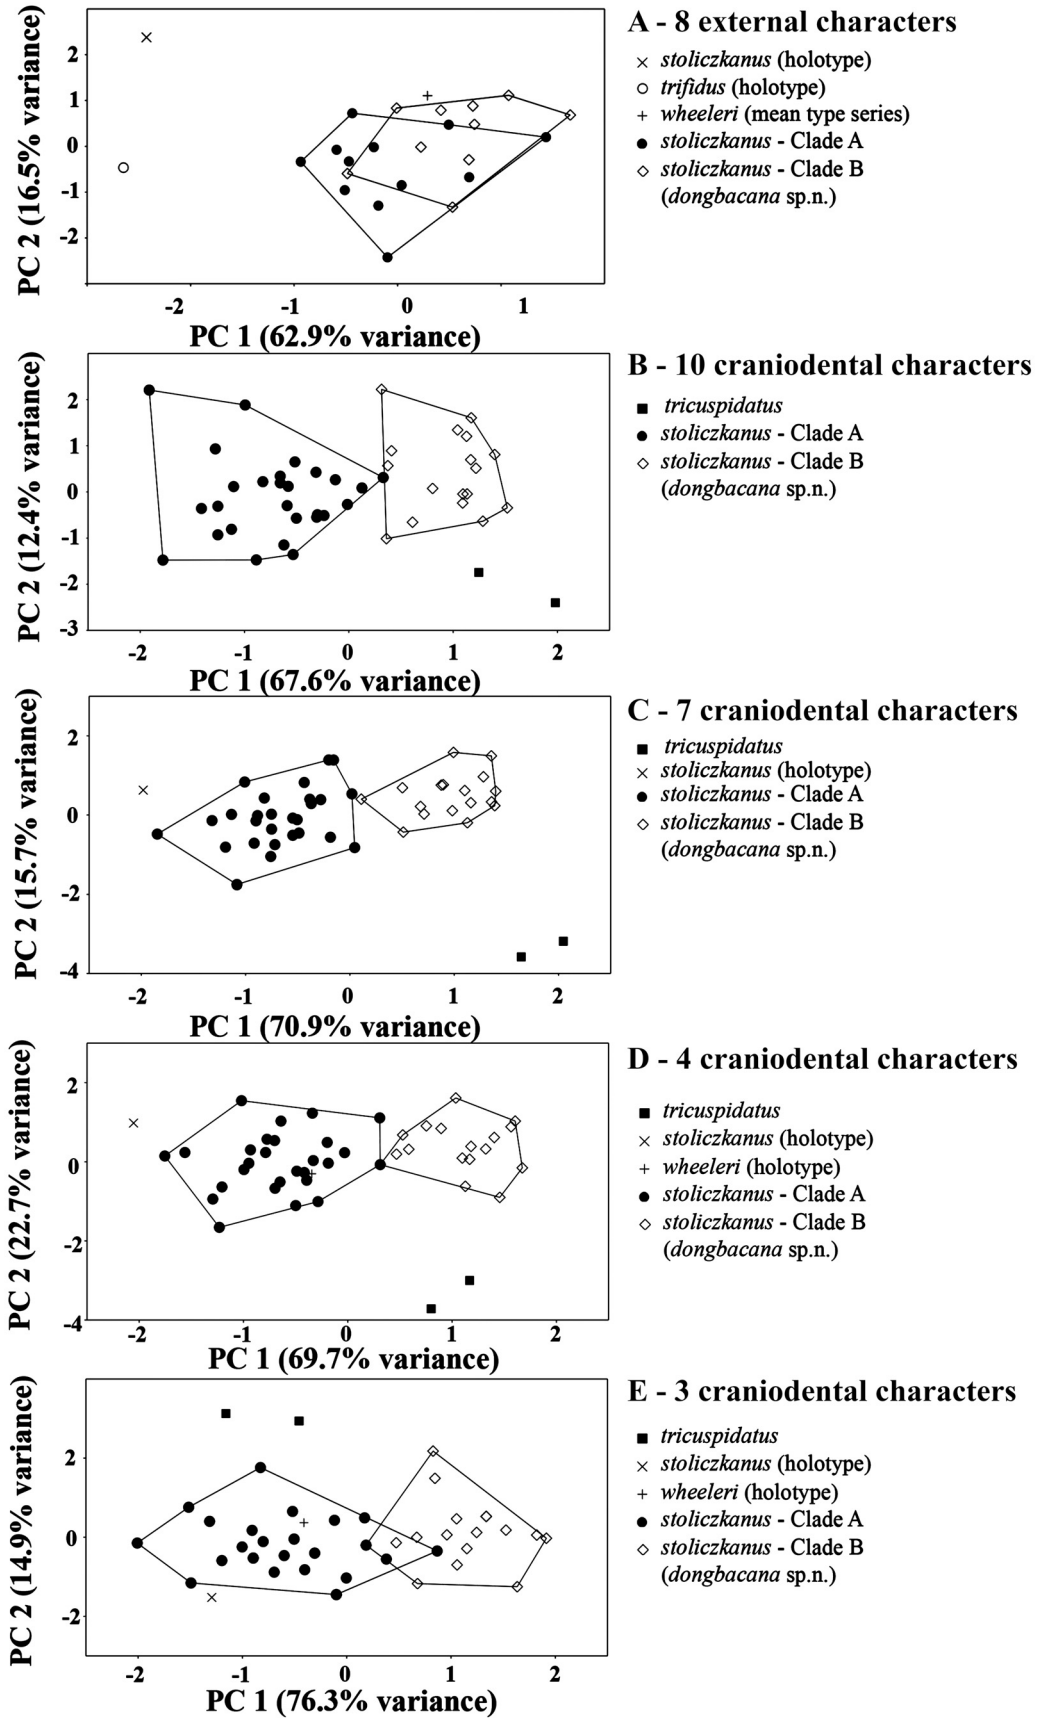 A - 8 external characters
stoliczkanus (holotype)
trifidus (holotype)
wheeleri (mean type series)
stoliczkanus - Clade A
stoliczkanus - Clade B
(dongbacana sp.n.)
PC 2 (16.5% variance)
2
1
0
-1
-2
-2
-1
0
1
PC 1 (62.9% variance)
B - 10 craniodental characters
tricuspidatus
stoliczkanus - Clade A
stoliczkanus - Clade B
(dongbacana sp.n.)
PC 2 (12.4% variance)
2
1
0
-1
-2
-3
-2
-1
0
1
2
PC 1 (67.6% variance)
C - 7 craniodental characters
tricuspidatus
stoliczkanus (holotype)
stoliczkanus - Clade A
stoliczkanus - Clade B
(dongbacana sp.n.)
PC 2 (15.7% variance)
2
0
-2
-4
-2
-1
0
1
2
PC 1 (70.9% variance)
D - 4 craniodental characters
tricuspidatus
stoliczkanus (holotype)
wheeleri (holotype)
stoliczkanus - Clade A
stoliczkanus - Clade B
(dongbacana sp.n.)
PC 2 (22.7% variance)
2
0
-2
-4
-2
-1
0
1
2
PC 1 (69.7% variance)
E - 3 craniodental characters
tricuspidatus
stoliczkanus (holotype)
wheeleri (holotype)
stoliczkanus - Clade A
stoliczkanus - Clade B
(dongbacana sp.n.)
PC 2 (14.9% variance)
2
0
-2
-2
-1
0
1
2
PC 1 (76.3% variance)